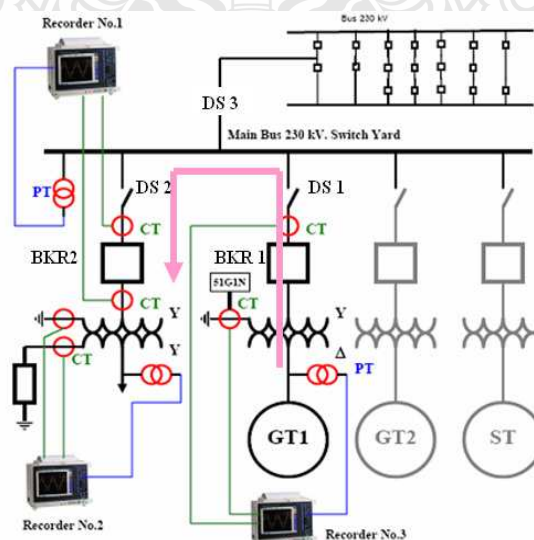 Recorder No.1
Bus 230 kV
DS 3
Main Bus 230 kV. Switch Yard
PT
DS 2
DS 1
CT
CT
BKR2
BKR 1
51G1N
CT
CT
Y
Y
Y
Δ
CT
PT
GT1
GT2
ST
Recorder No.2
Recorder No.3